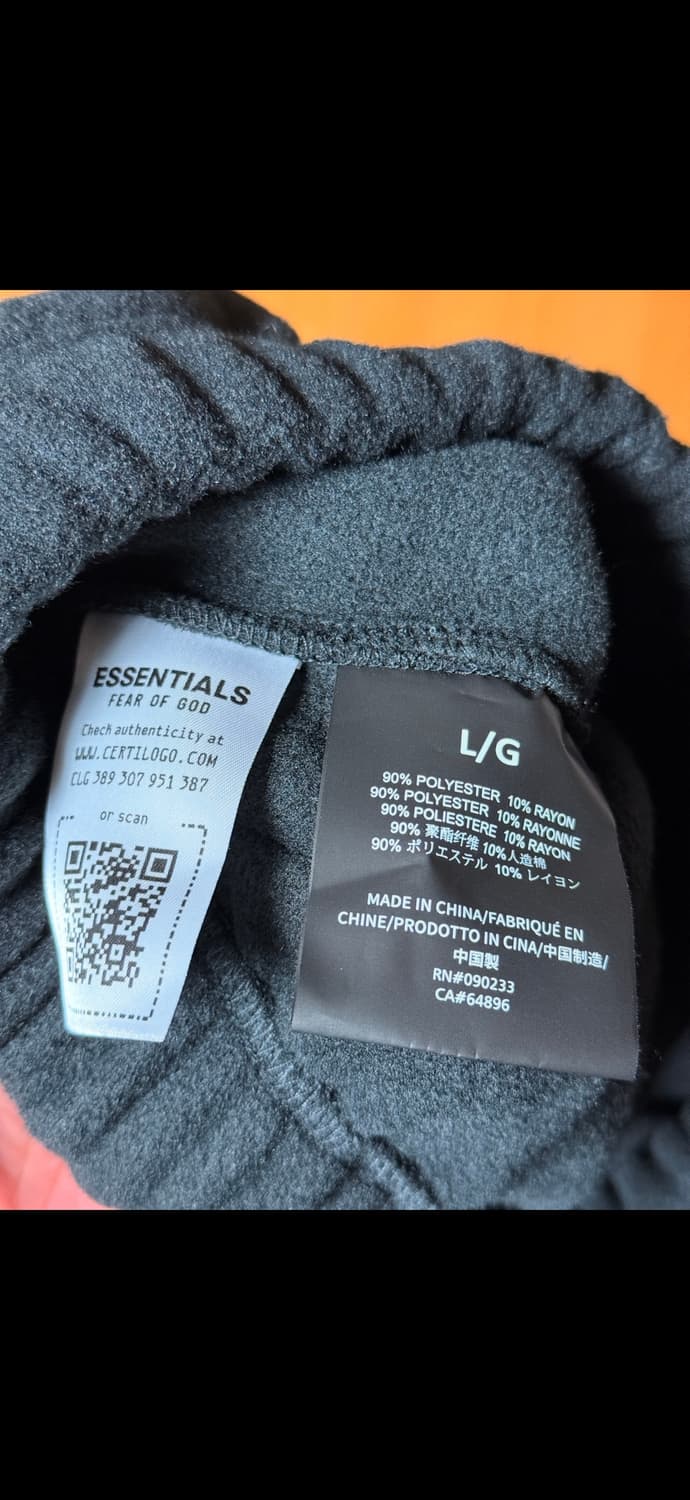 ESSENTIALS
FEAR OF GOD
Check authenticity at
WWW.CERTILOGO.COM
CLG 389 307 951 387
or scan
L/G
90% POLYESTER 10% RAYON
90% POLYESTER 10% RAYONNE
90% POLIESTERE 10% RAYON
90% 聚酯纤维 10%人造棉
90% ポリエステル 10% レイヨン
MADE IN CHINA/FABRIQUÉ EN
CHINE/PRODOTTO IN CINA/中国制造/
中国製
RN#090233
CA#64896